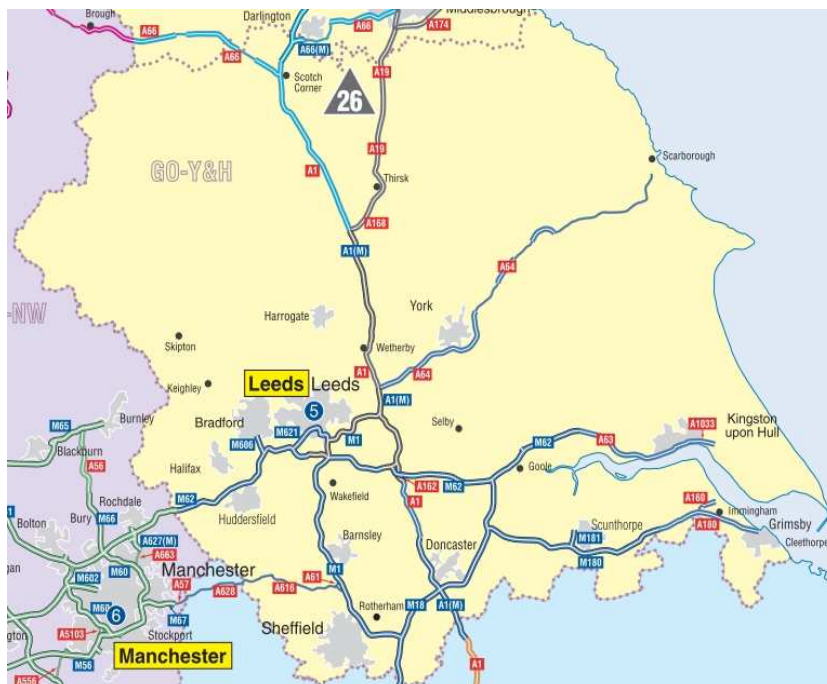 Brough
A66
Darlington
A66
Middlesbrough
A174
A66
A66(M)
A19
Scotch
Corner
26
GO-Y&H
A19
A1
Thirsk
Scarborough
A168
A1(M)
A64
-NW
Harrogate
York
Skipton
Wetherby
A1
A64
Keighley
Leeds
Leeds
5
A1(M)
Bradford
Selby
M65
Burnley
M606
M621
M1
M62
A63
A1033
Kingston
upon Hull
Blackburn
A56
Halifax
Goole
M62
Wakefield
A162
A1
M62
Rochdale
Bury
M66
Bolton
Huddersfield
A160
Immingham
Scunthorpe
A180
Grimsby
Cleethorpe
A627(M)
Barnsley
M181
M180
A663
M60
M602
Manchester
A57
Doncaster
A61
M1
A616
A628
M60
6
M67
M18
A1(M)
Rotherham
Stockport
A5103
Sheffield
Manchester
M56
A556
A1